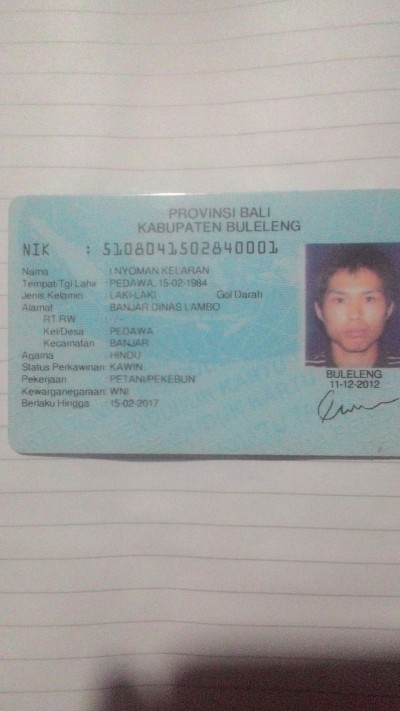 PROVINSI BALI
KABUPATEN BULELENG
NIK : 5108041502840001
Nama : I NYOMAN KELARAN
Tempat/Tgl Lahir : PEDAWA, 15-02-1984
Jenis Kelamin : LAKI-LAKI Gol Darah
Alamat : BANJAR DINAS LAMBO
RT.RW : -/-
Kel/Desa : PEDAWA
Kecamatan : BANJAR
Agama : HINDU
Status Perkawinan: KAWIN
Pekerjaan : PETANI/PEKEBUN
Kewarganegaraan: WNI
Berlaku Hingga : 15-02-2017
BULELENG
11-12-2012